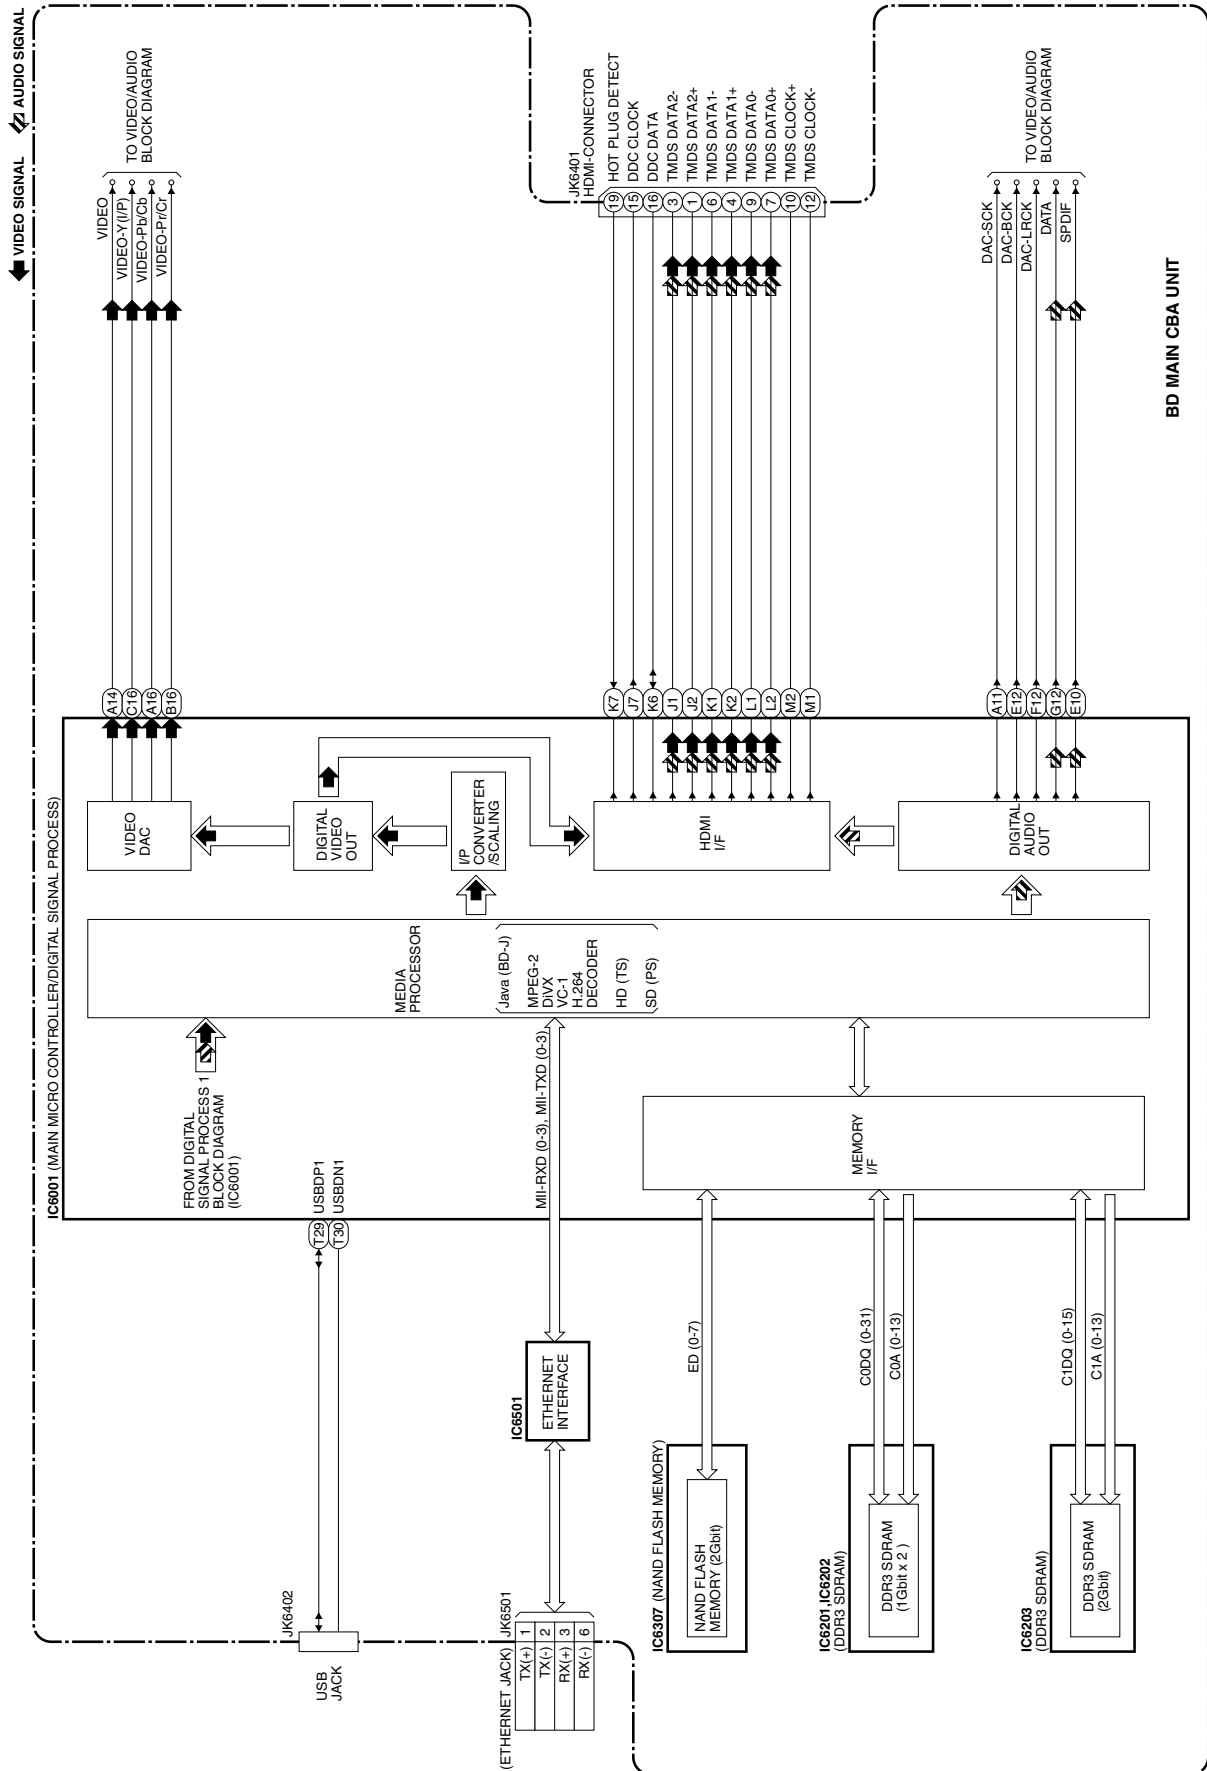 VIDEO SIGNAL
AUDIO SIGNAL
IC6001 (MAIN MICRO CONTROLLER/DIGITAL SIGNAL PROCESS)
FROM DIGITAL
SIGNAL PROCESS 1
BLOCK DIAGRAM
(IC6001)
MEDIA
PROCESSOR
Java (BD-J)
MPEG-2
DiVX
VC-1
H.264
DECODER
HD (TS)
SD (PS)
VIDEO
DAC
DIGITAL
VIDEO
OUT
I/P
CONVERTER
/SCALING
HDMI
I/F
DIGITAL
AUDIO
OUT
MEMORY
I/F
A14
C16
A16
B16
VIDEO
VIDEO-Y(I/P)
VIDEO-Pb/Cb
VIDEO-Pr/Cr
TO VIDEO/AUDIO
BLOCK DIAGRAM
K7
J7
K6
J1
J2
K1
K2
L1
L2
M2
M1
JK6401
HDMI-CONNECTOR
19 HOT PLUG DETECT
15 DDC CLOCK
16 DDC DATA
3 TMDS DATA2-
1 TMDS DATA2+
6 TMDS DATA1-
4 TMDS DATA1+
9 TMDS DATA0-
7 TMDS DATA0+
10 TMDS CLOCK+
12 TMDS CLOCK-
A11
E12
F12
G12
E10
DAC-SCK
DAC-BCK
DAC-LRCK
DATA
SPDIF
TO VIDEO/AUDIO
BLOCK DIAGRAM
BD MAIN CBA UNIT
T29 USBDP1
T30 USBDN1
JK6402
USB
JACK
MII-RXD (0-3), MII-TXD (0-3)
IC6501
ETHERNET
INTERFACE
(ETHERNET JACK) JK6501
TX(+) 1
TX(-) 2
RX(+) 3
RX(-) 6
ED (0-7)
IC6307 (NAND FLASH MEMORY)
NAND FLASH
MEMORY (2Gbit)
C0DQ (0-31)
C0A (0-13)
IC6201,IC6202
(DDR3 SDRAM)
DDR3 SDRAM
(1Gbit x 2 )
C1DQ (0-15)
C1A (0-13)
IC6203
(DDR3 SDRAM)
DDR3 SDRAM
(2Gbit)